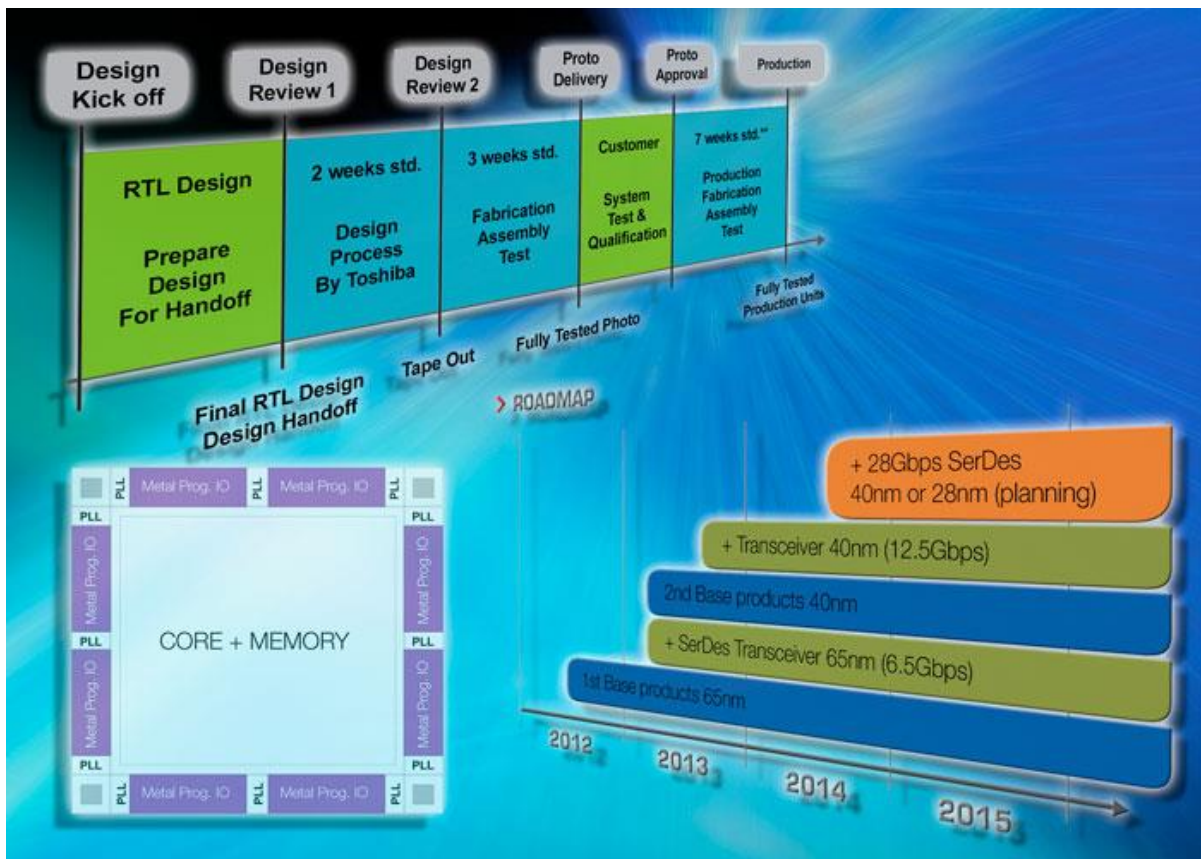 Design
Kick off
Design
Review 1
Design
Review 2
Proto
Delivery
Proto
Approval
Production
RTL Design
Prepare
Design
For Handoff
2 weeks std.
Design
Process
By Toshiba
3 weeks std.
Fabrication
Assembly
Test
Customer
System
Test &
Qualification
7 weeks std.**
Production
Fabrication
Assembly
Test
Final RTL Design
Design Handoff
Tape Out
Fully Tested Photo
Fully Tested
Production Units
> ROADMAP
+ 28Gbps SerDes
40nm or 28nm (planning)
+ Transceiver 40nm (12.5Gbps)
2nd Base products 40nm
+ SerDes Transceiver 65nm (6.5Gbps)
1st Base products 65nm
2012
2013
2014
2015
PLL
Metal Prog. IO
PLL
Metal Prog. IO
PLL
PLL
PLL
Metal Prog. IO
Metal Prog. IO
CORE + MEMORY
PLL
PLL
Metal Prog. IO
Metal Prog. IO
PLL
PLL
PLL
Metal Prog. IO
PLL
Metal Prog. IO
PLL